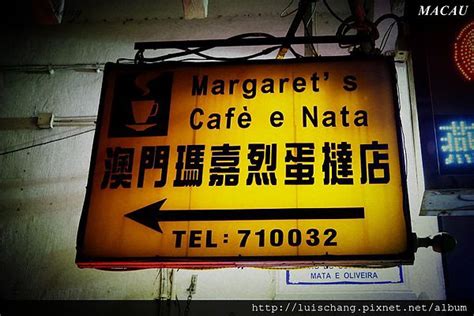 MACAU
Margaret's
Cafè e Nata
澳門瑪嘉烈蛋撻店
TEL: 710032
燕
MATA E OLIVEIRA
http://luischang.pixnet.net/album